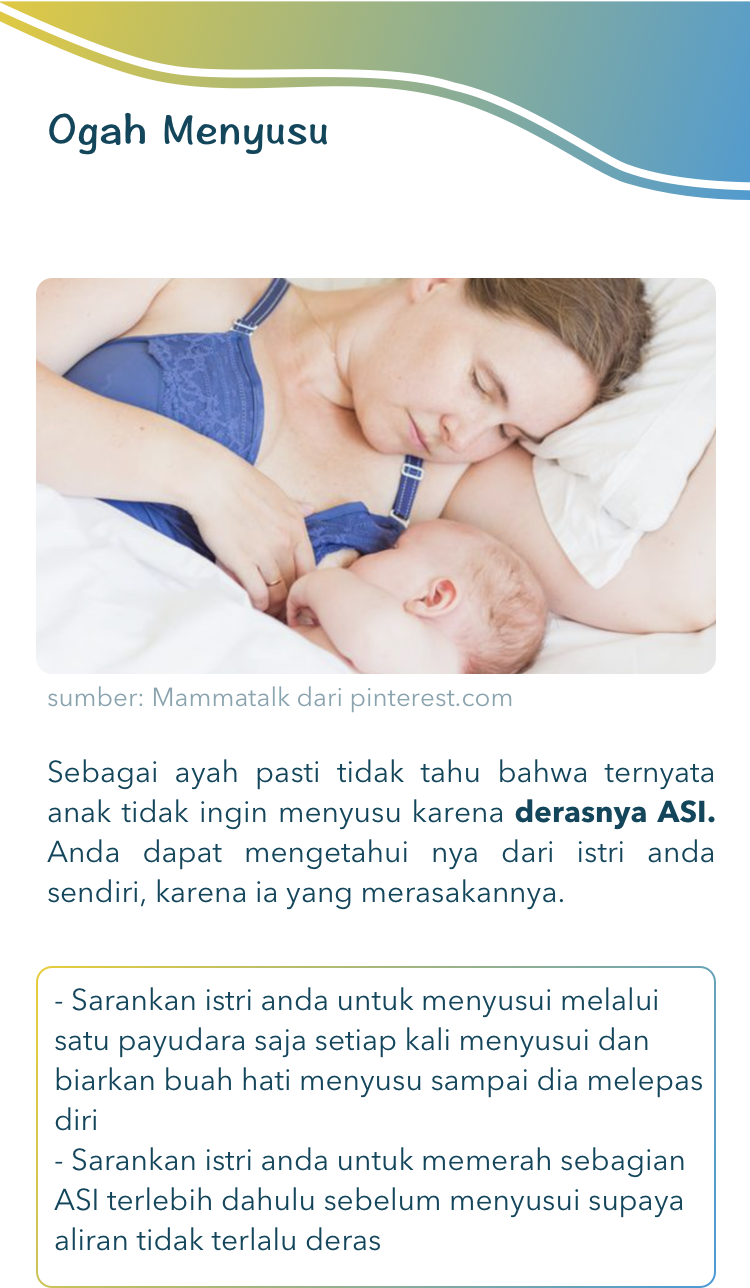 Ogah Menyusu
sumber: Mammatalk dari pinterest.com
Sebagai ayah pasti tidak tahu bahwa ternyata
anak tidak ingin menyusu karena derasnya ASI.
Anda dapat mengetahui nya dari istri anda
sendiri, karena ia yang merasakannya.
- Sarankan istri anda untuk menyusui melalui
satu payudara saja setiap kali menyusui dan
biarkan buah hati menyusu sampai dia melepas
diri
- Sarankan istri anda untuk memerah sebagian
ASI terlebih dahulu sebelum menyusui supaya
aliran tidak terlalu deras